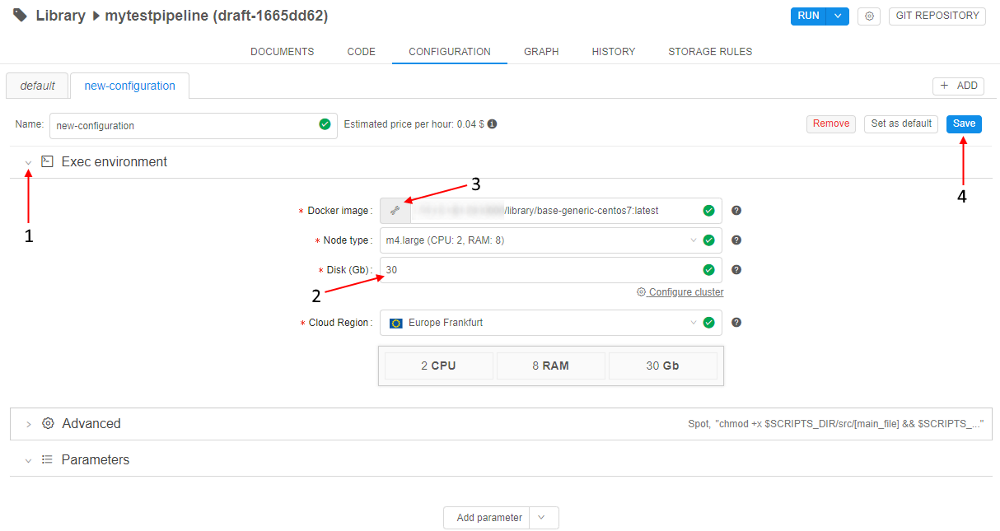 Library mytestpipeline (draft-1665dd62) RUN GIT REPOSITORY
DOCUMENTS CODE CONFIGURATION GRAPH HISTORY STORAGE RULES
default new-configuration + ADD
Name: new-configuration Estimated price per hour: 0.04 $ Remove Set as default Save
Exec environment
3
4
* Docker image : /library/base-generic-centos7:latest
1
* Node type : m4.large (CPU: 2, RAM: 8)
* Disk (Gb) : 30
2
Configure cluster
* Cloud Region : Europe Frankfurt
2 CPU 8 RAM 30 Gb
Advanced Spot, "chmod +x $SCRIPTS_DIR/src/[main_file] && $SCRIPTS_..."
Parameters
Add parameter